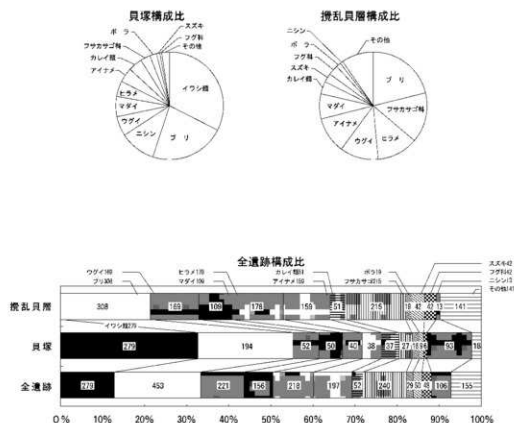 貝塚構成比
ボラ
フサカサゴ科
カレイ類
アイナメ
ヒラメ
マダイ
ウグイ
ニシン
ブリ
イワシ類
スズキ
フグ科
その他
撹乱貝層構成比
ニシン
ボラ
フグ科
スズキ
カレイ類
マダイ
アイナメ
ウグイ
ヒラメ
フサカサゴ科
ブリ
その他
全遺跡構成比
ウグイ169
ヒラメ178
カレイ類51
ボラ19
スズキ42
フグ科42
ブリ308
マダイ109
アイナメ159
フサカサゴ科215
ニシン13
その他141
撹乱貝層
308
169
109
178
159
51
215
19
42
42
13
141
イワシ類279
貝塚
279
194
52
50
40
38
37
27
93
18
全遺跡
279
453
221
156
218
197
52
240
29
50
48
106
155
0%
10%
20%
30%
40%
50%
60%
70%
80%
90%
100%